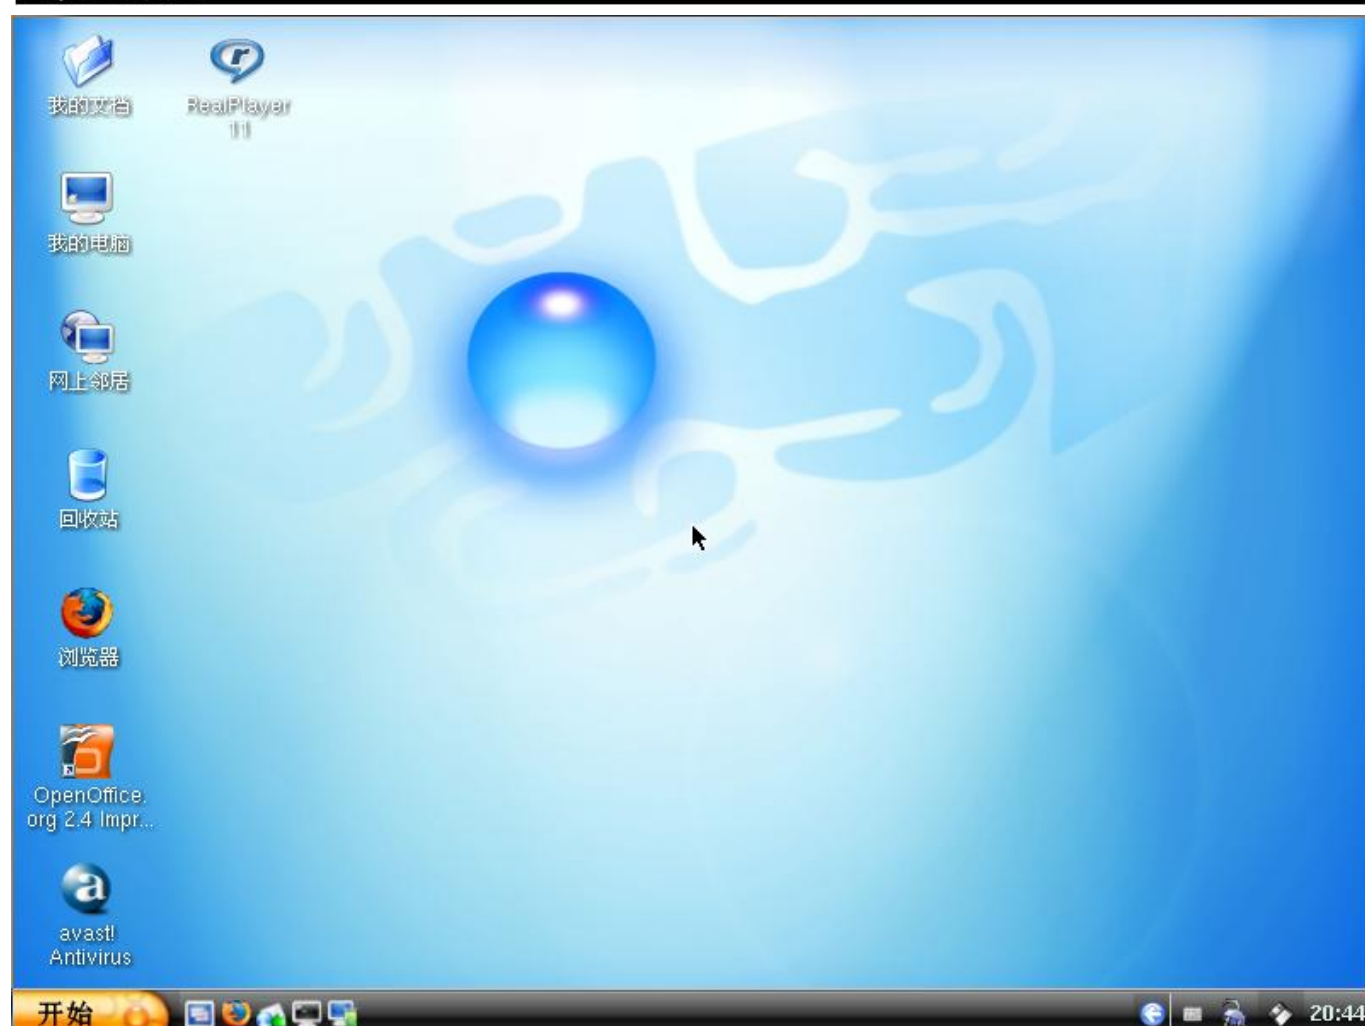 我的文档
RealPlayer
11
我的电脑
网上邻居
回收站
浏览器
OpenOffice.
org 2.4 Impr...
avast!
Antivirus
开始
20:44